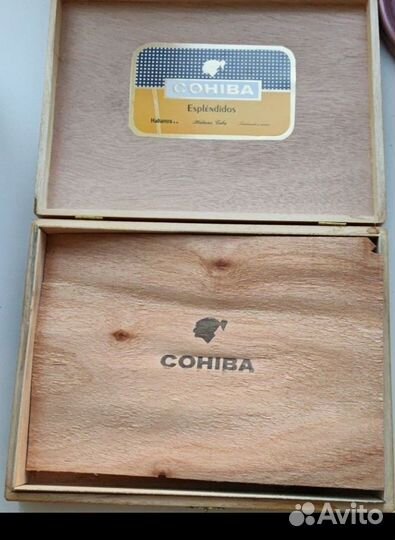 COHIBA
Espléndidos
Habanos s.a. Habana, Cuba
COHIBA
Avito